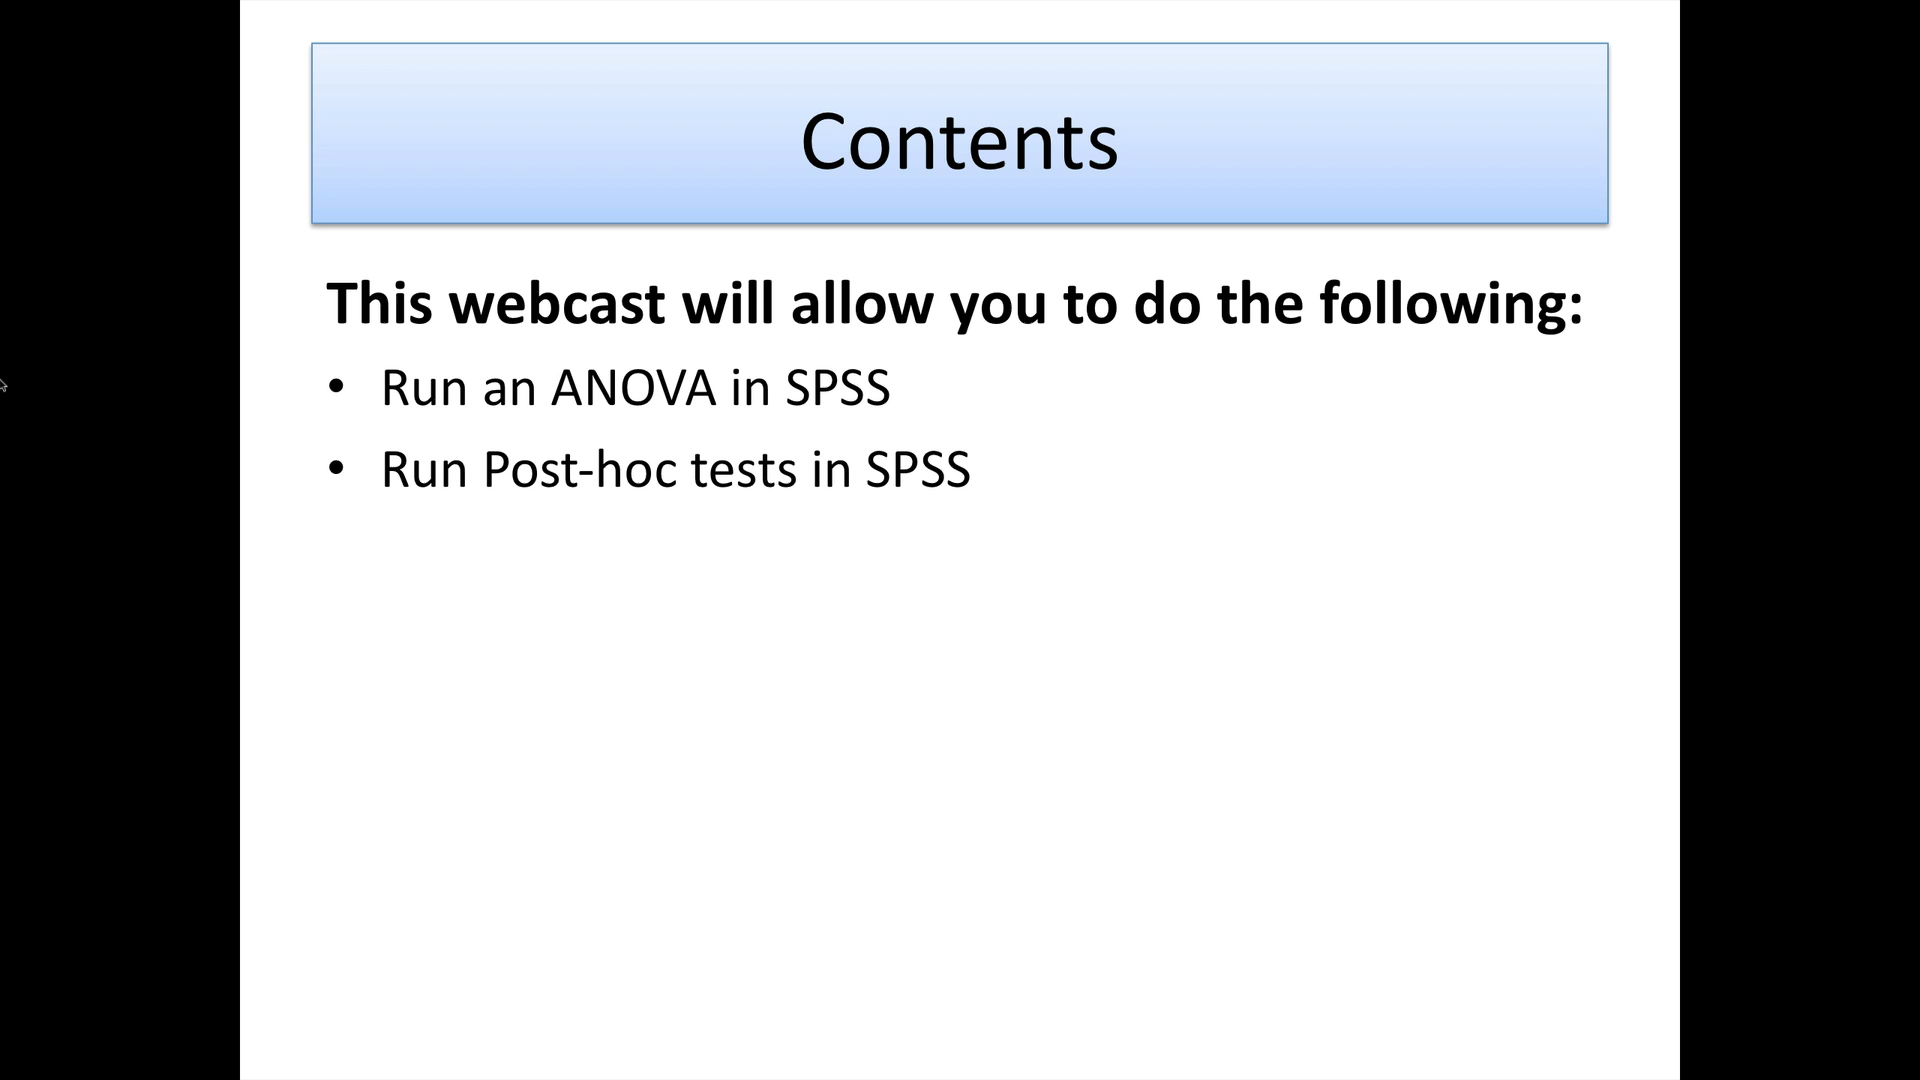 Contents
This webcast will allow you to do the following:
• Run an ANOVA in SPSS
• Run Post-hoc tests in SPSS